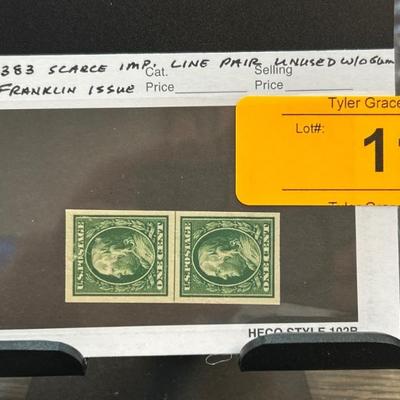 383 SCARCE IMP. LINE PAIR UNUSED W/O Gum
FRANKLIN ISSUE
Cat.
Price
Selling
Price
Tyler Grace
Lot#:
1
U.S. POSTAGE
ONE CENT
U.S. POSTAGE
ONE CENT
HECO STYLE 102B